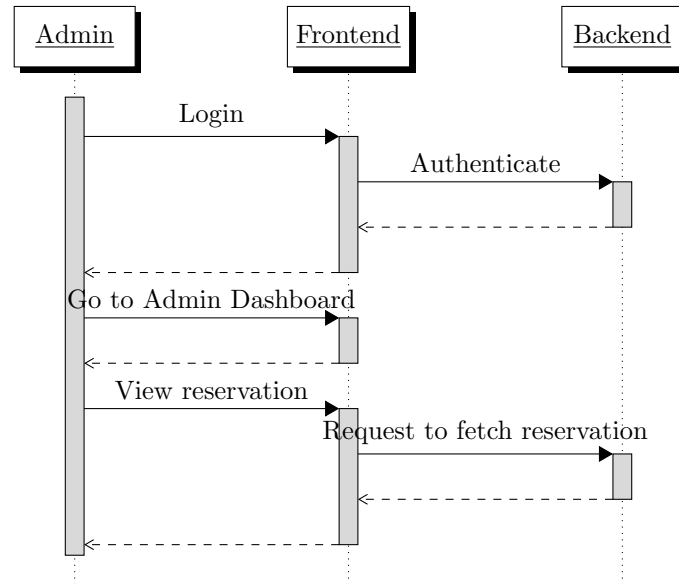 Admin
Frontend
Backend
Login
Authenticate
Go to Admin Dashboard
View reservation
Request to fetch reservation